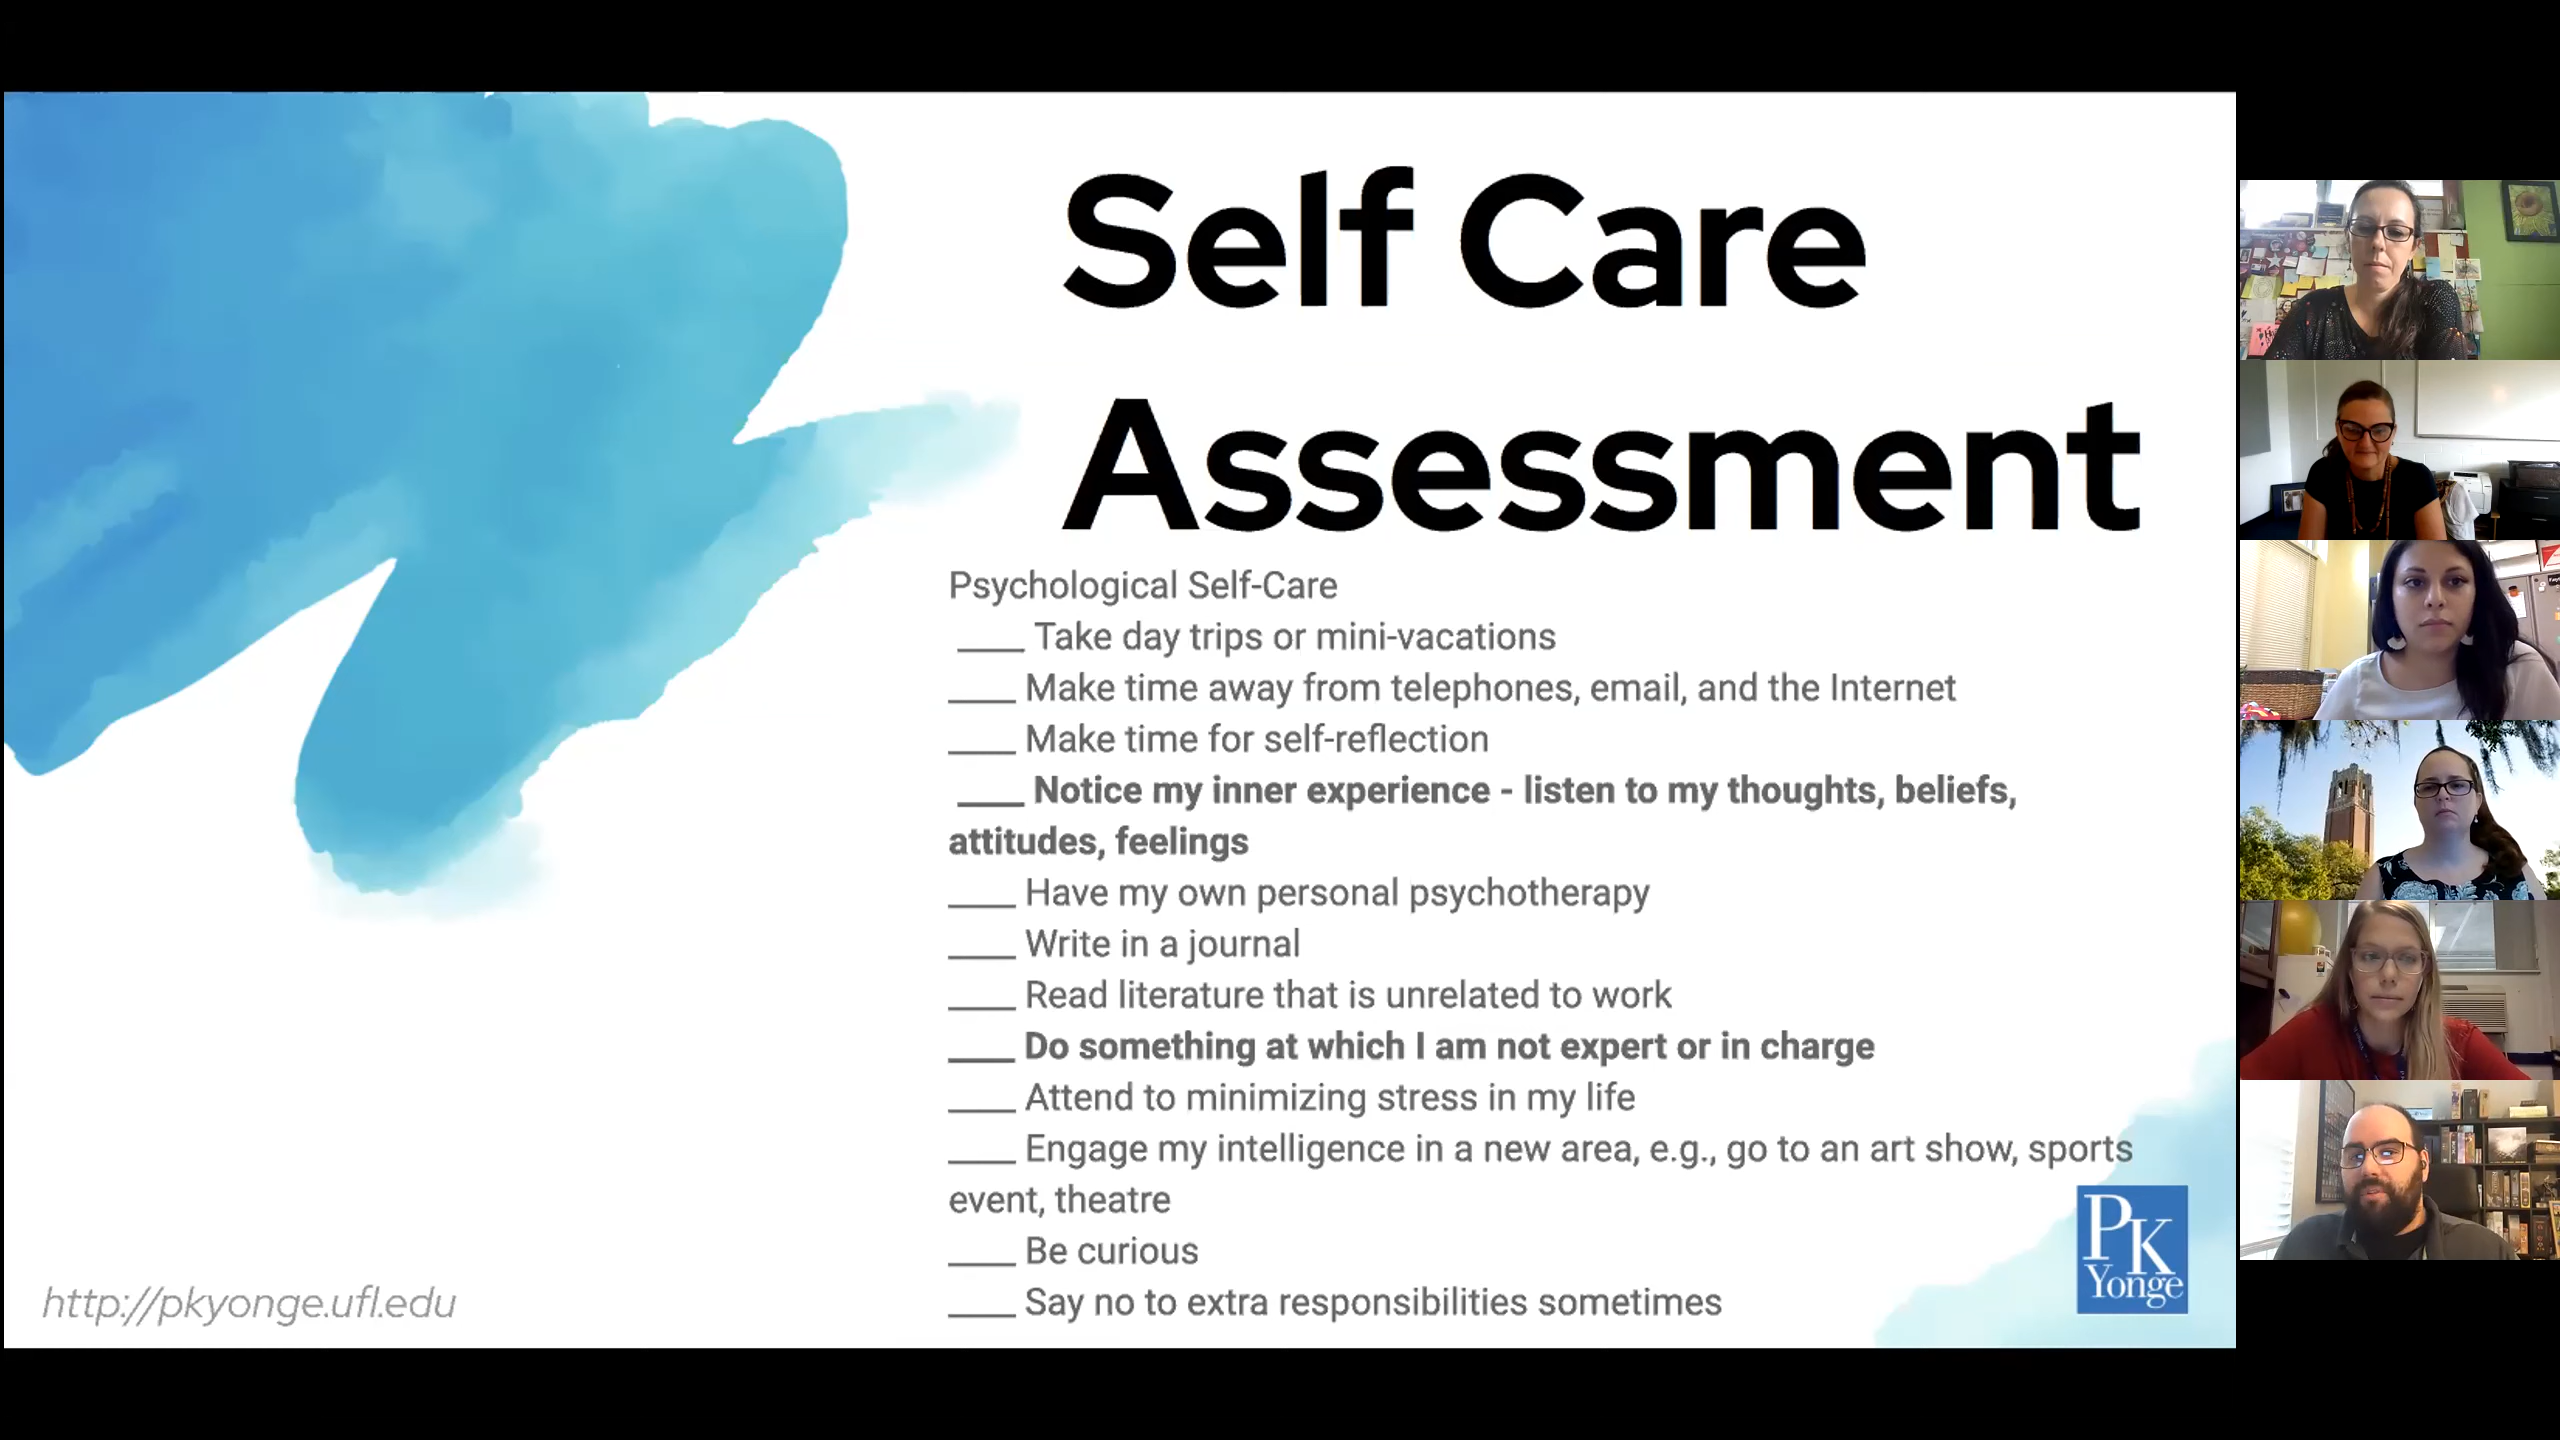 Self Care
Assessment
Psychological Self-Care
____ Take day trips or mini-vacations
____ Make time away from telephones, email, and the Internet
____ Make time for self-reflection
____ Notice my inner experience - listen to my thoughts, beliefs,
attitudes, feelings
____ Have my own personal psychotherapy
____ Write in a journal
____ Read literature that is unrelated to work
____ Do something at which I am not expert or in charge
____ Attend to minimizing stress in my life
____ Engage my intelligence in a new area, e.g., go to an art show, sports
event, theatre
____ Be curious
____ Say no to extra responsibilities sometimes
http://pkyonge.ufl.edu
PK
Yonge